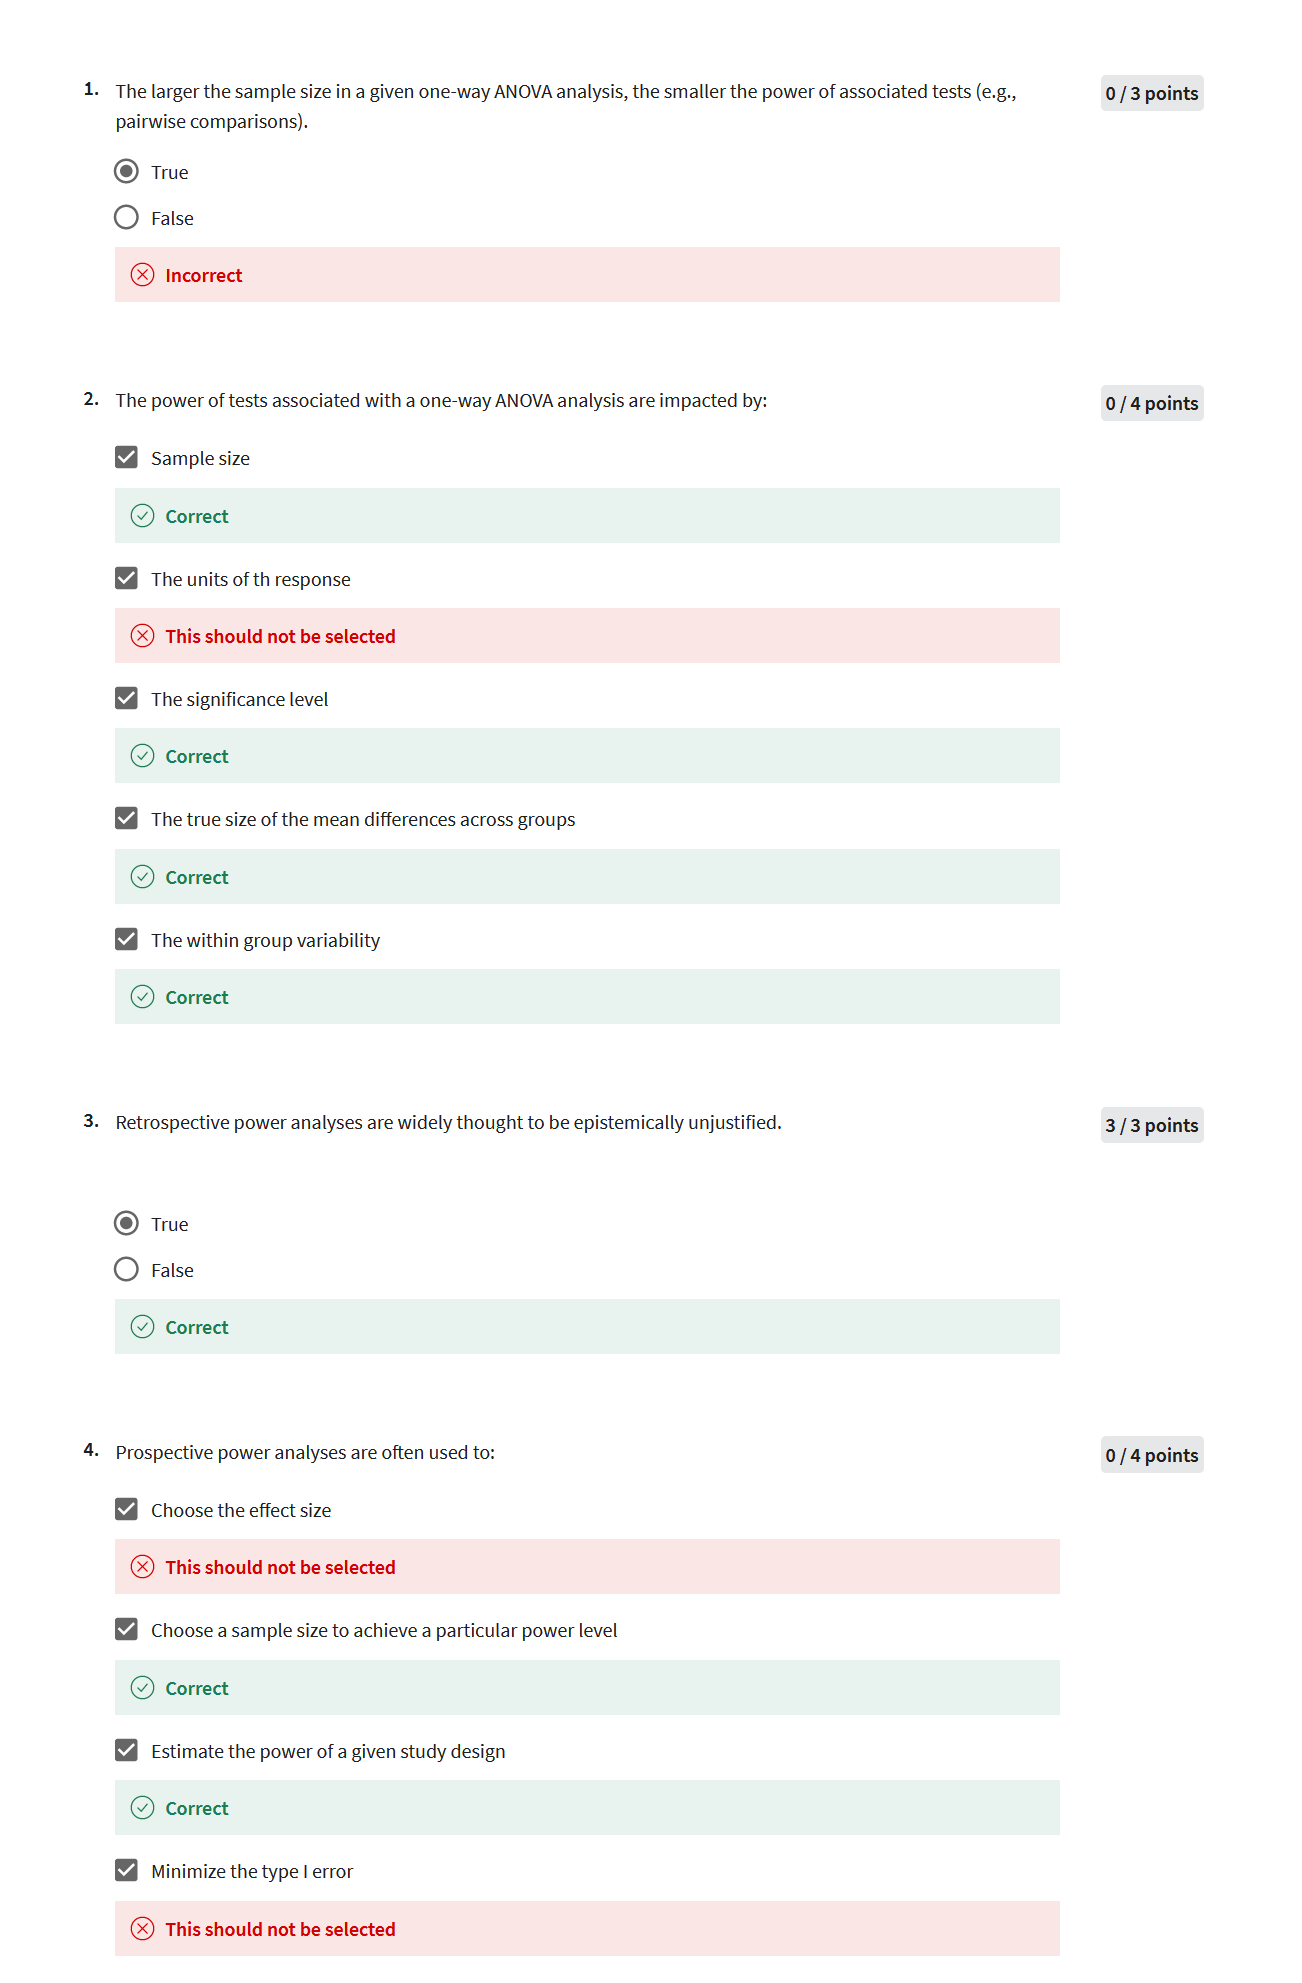 1. The larger the sample size in a given one-way ANOVA analysis, the smaller the power of associated tests (e.g., 0 / 3 points
pairwise comparisons).
True
False
Incorrect
2. The power of tests associated with a one-way ANOVA analysis are impacted by: 0 / 4 points
Sample size
Correct
The units of th response
This should not be selected
The significance level
Correct
The true size of the mean differences across groups
Correct
The within group variability
Correct
3. Retrospective power analyses are widely thought to be epistemically unjustified. 3 / 3 points
True
False
Correct
4. Prospective power analyses are often used to: 0 / 4 points
Choose the effect size
This should not be selected
Choose a sample size to achieve a particular power level
Correct
Estimate the power of a given study design
Correct
Minimize the type I error
This should not be selected